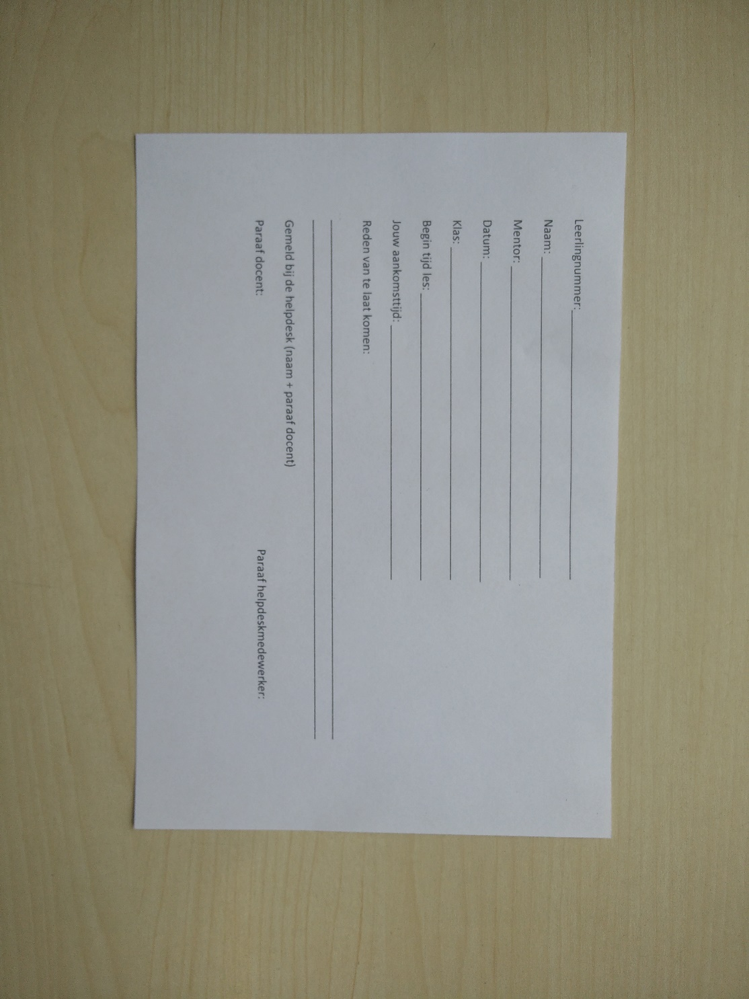 Leerlingnummer:
Naam:
Mentor:
Datum:
Klas:
Begin tijd les:
Jouw aankomsttijd:
Reden van te laat komen:
Gemeld bij de helpdesk (naam + paraaf docent)
Paraaf docent: Paraaf helpdeskmedewerker: